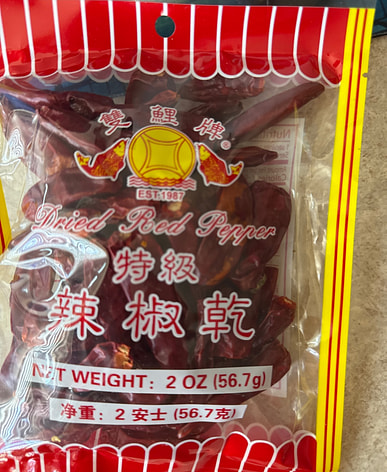 雙鯉牌®
EST.1987
Dried Red Pepper
特級
辣椒乾
NET WEIGHT: 2 OZ (56.7g)
净重: 2 安士 (56.7克)